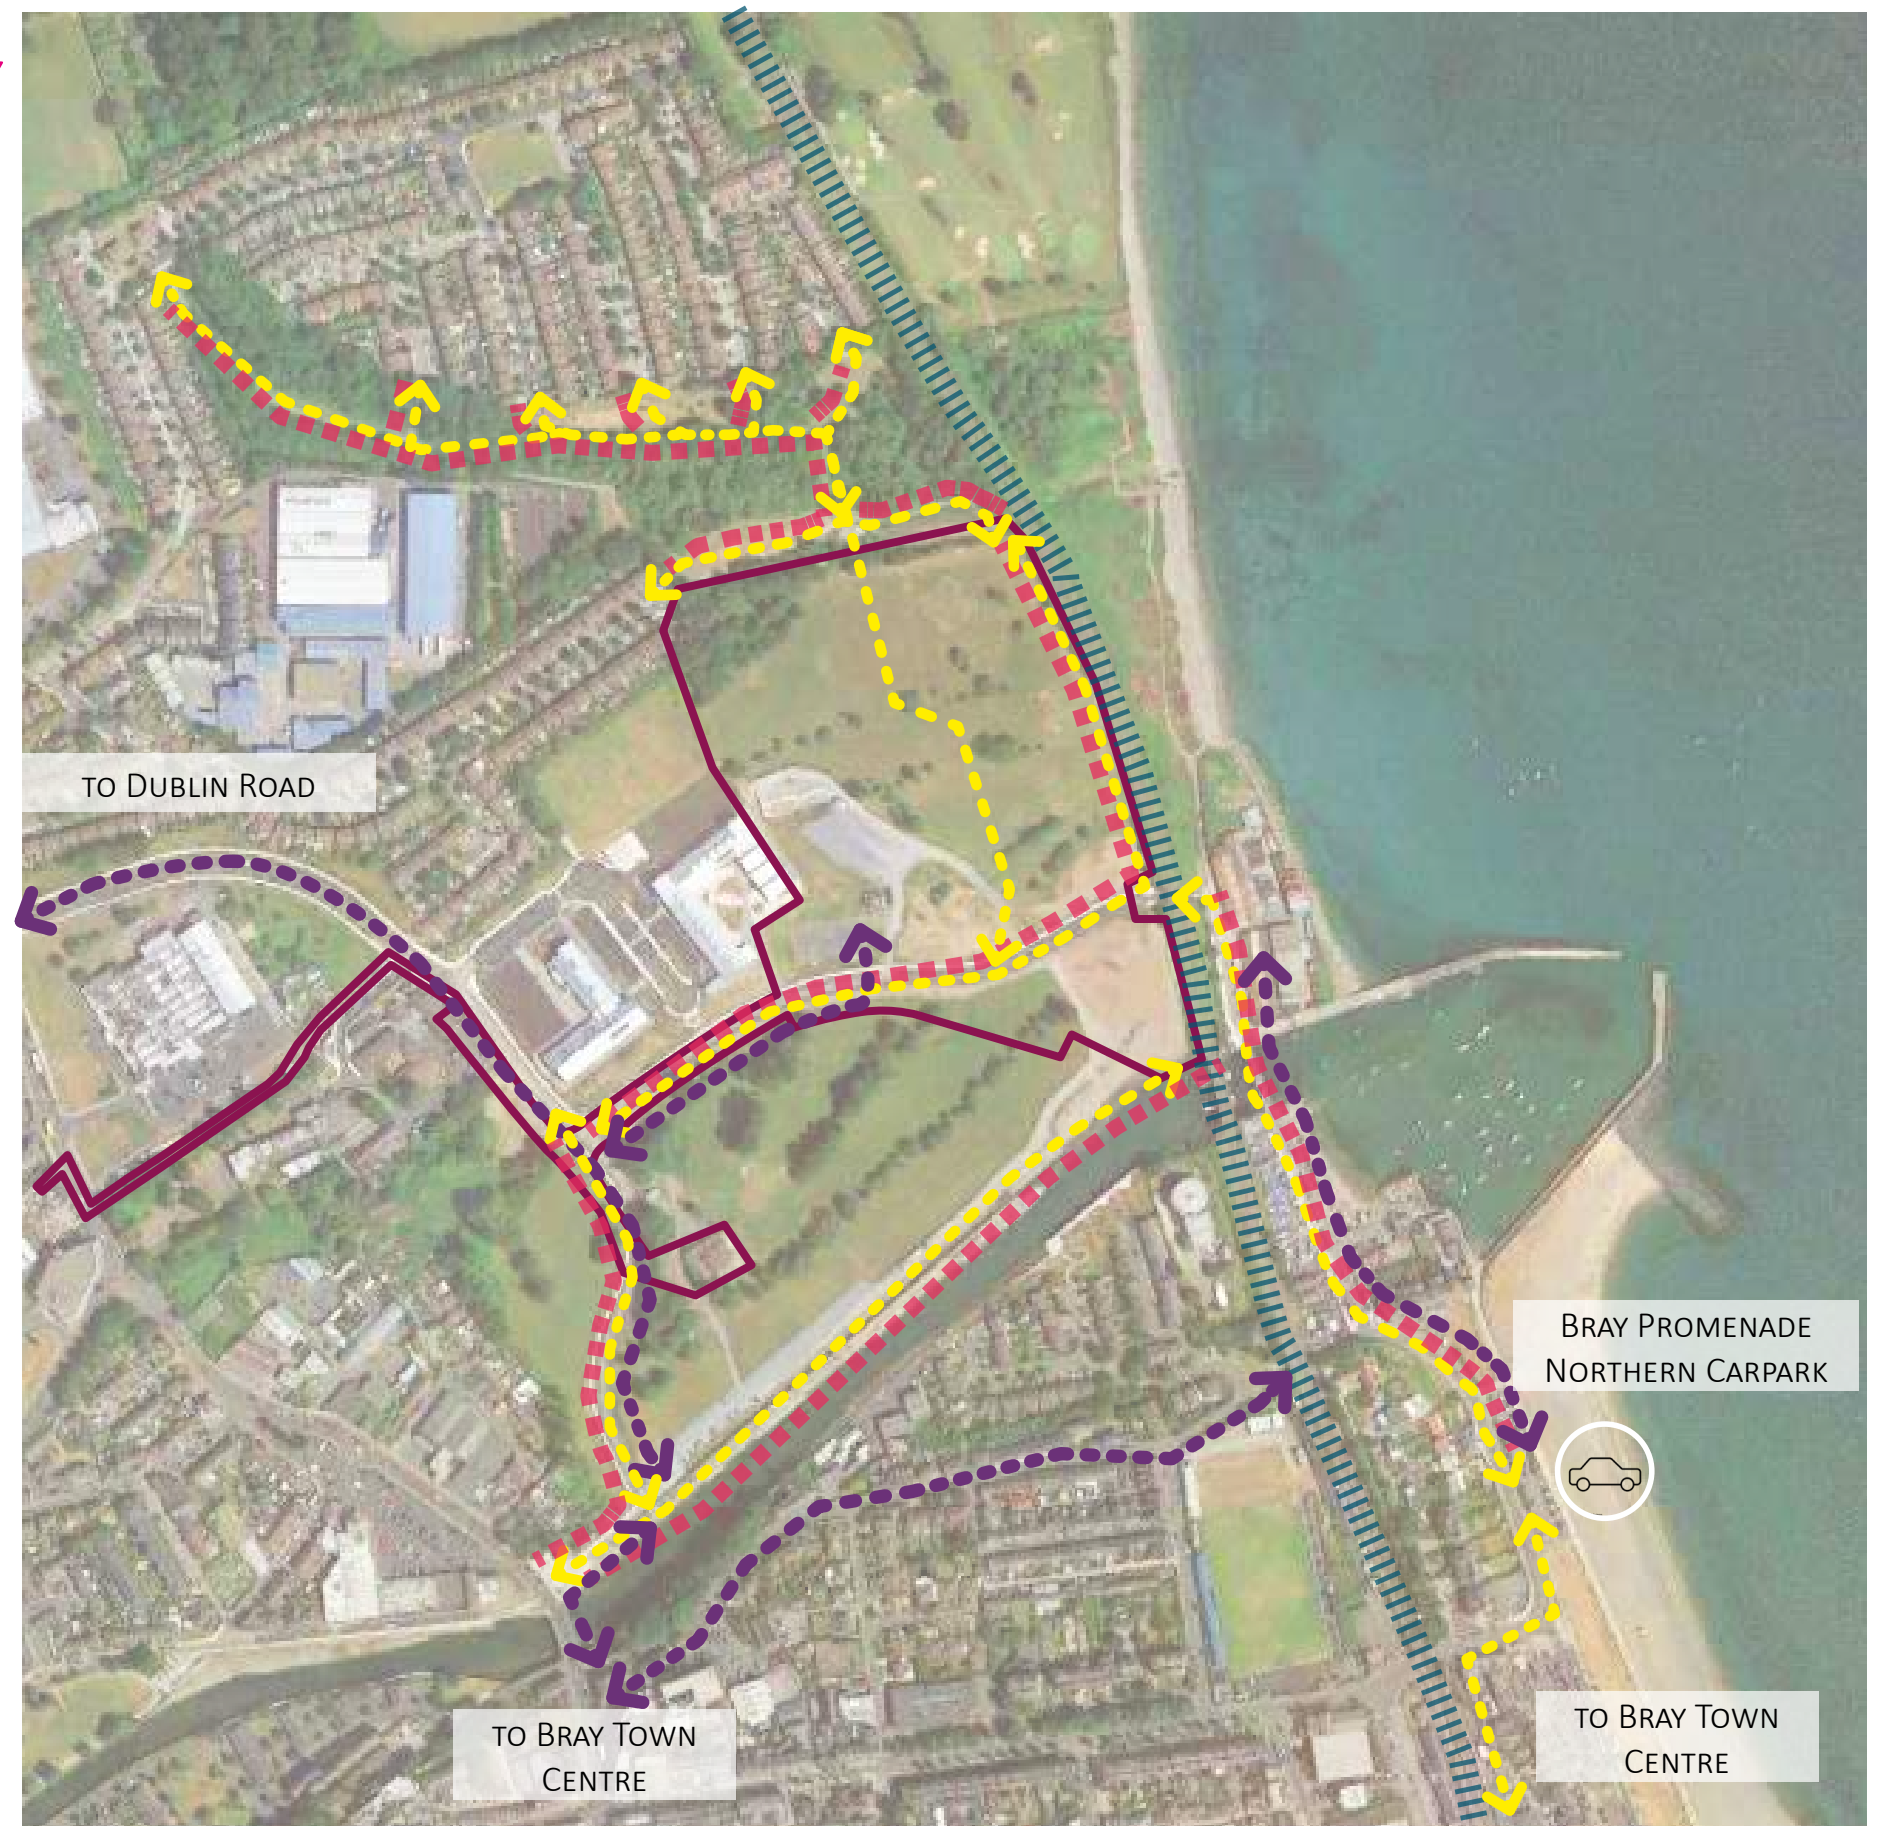 TO DUBLIN ROAD
BRAY PROMENADE
NORTHERN CARPARK
TO BRAY TOWN
CENTRE
TO BRAY TOWN
CENTRE